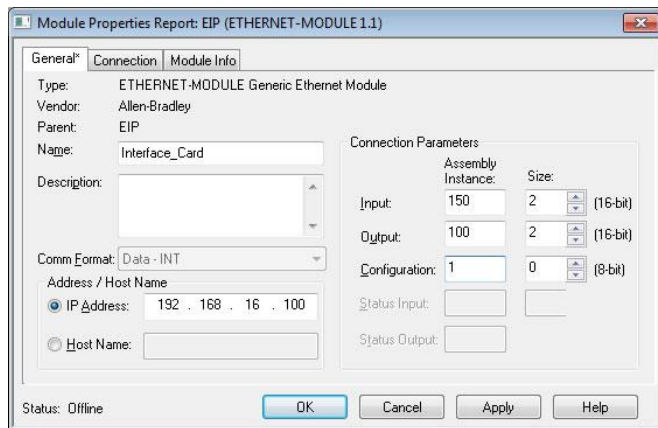 Module Properties Report: EIP (ETHERNET-MODULE 1.1)
General* Connection Module Info
Type: ETHERNET-MODULE Generic Ethernet Module
Vendor: Allen-Bradley
Parent: EIP
Name: Interface_Card
Description:
Comm Format: Data - INT
Address / Host Name
IP Address: 192 . 168 . 16 . 100
Host Name:
Connection Parameters
Assembly Instance: Size:
Input: 150 2 (16-bit)
Output: 100 2 (16-bit)
Configuration: 1 0 (8-bit)
Status Input:
Status Output:
Status: Offline OK Cancel Apply Help